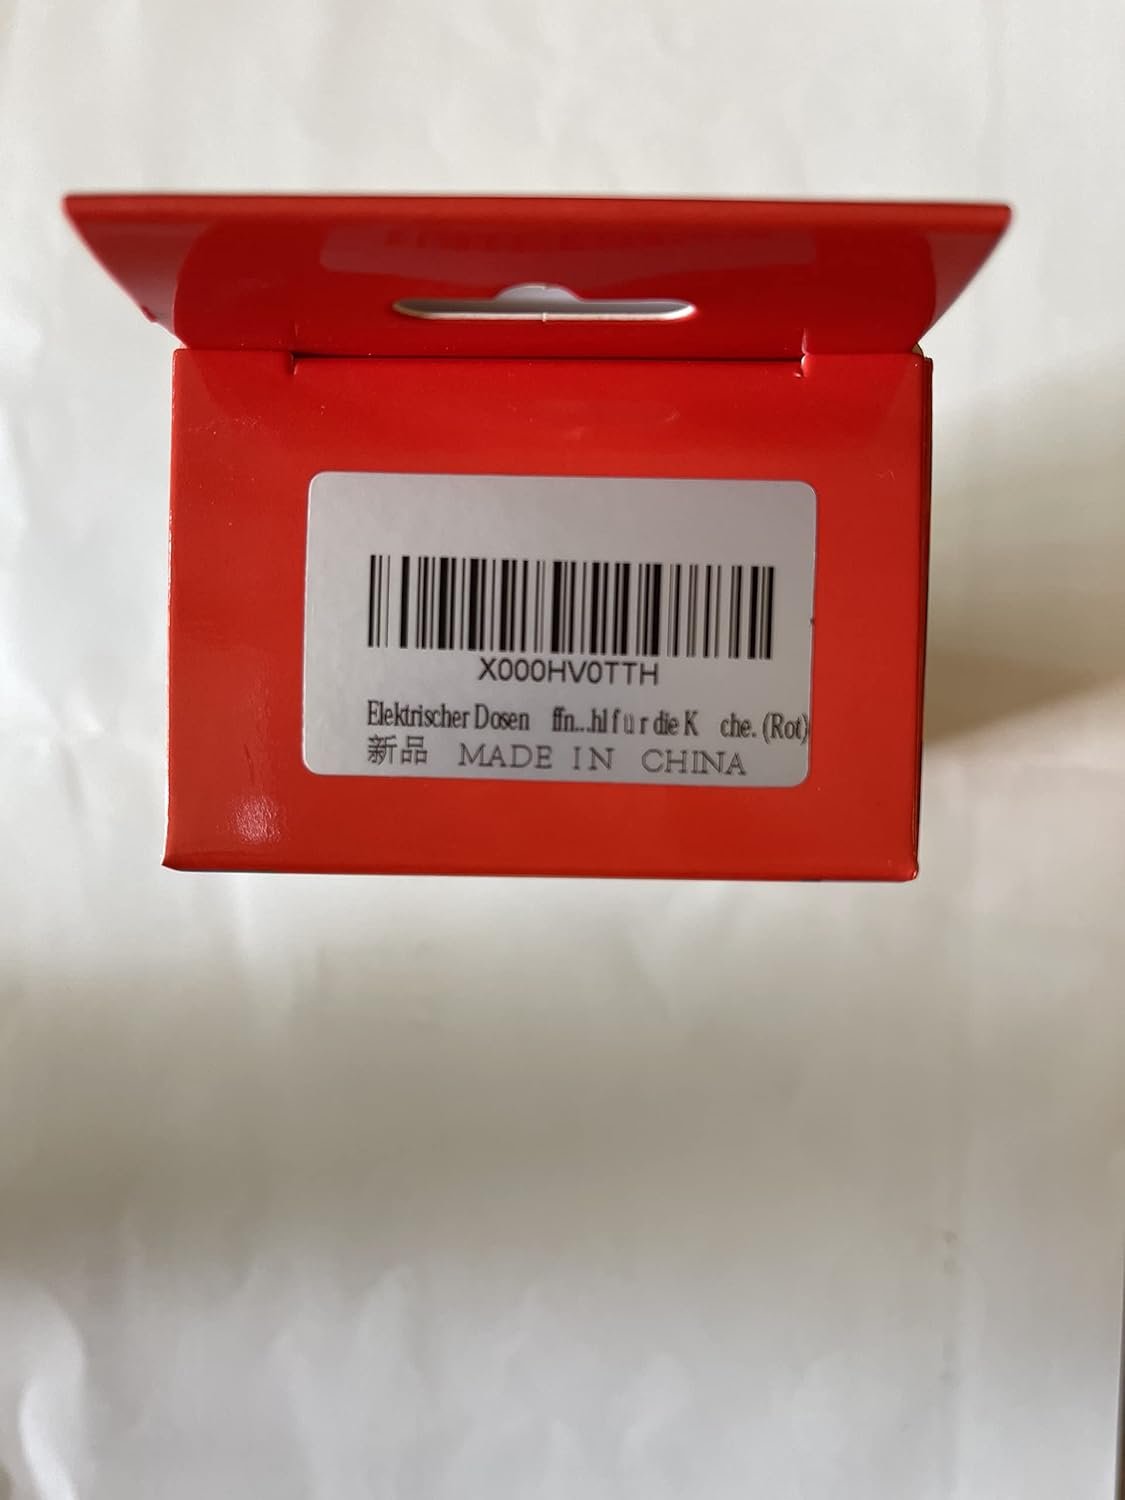 X000HV0TTH
Elektrischer Dosen ffn...hl für die K che. (Rot)
新品 MADE IN CHINA